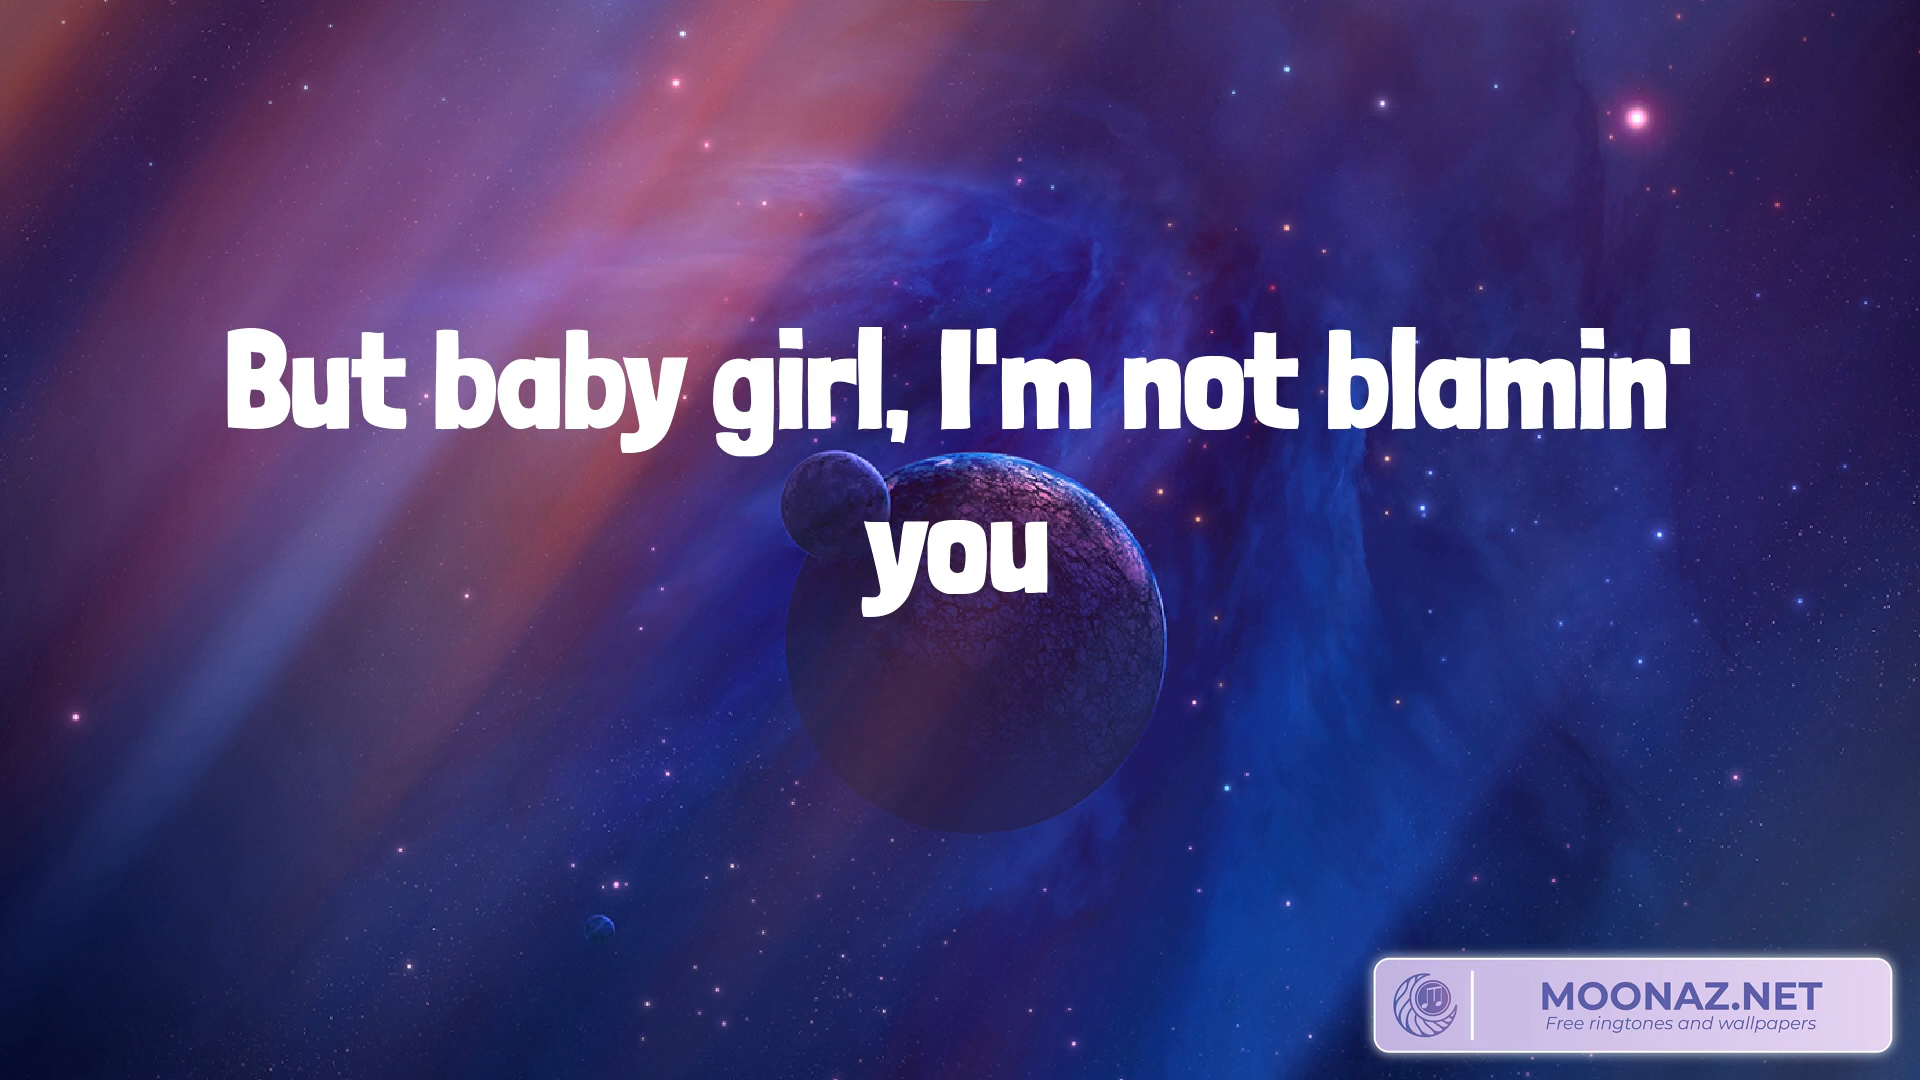 But baby girl, I'm not blamin'
you
MOONAZ.NET
Free ringtones and wallpapers